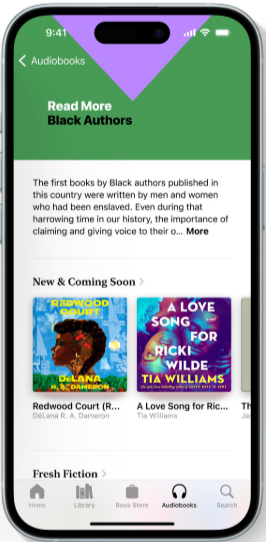 9:41
Audiobooks
Read More
Black Authors
The first books by Black authors published in
this country were written by men and women
who had been enslaved. Even during that
harrowing time in our history, the importance of
claiming and giving voice to their o... More
New & Coming Soon
REDWOOD
COURT
DéLANA
R. A. DAMERON
A LOVE
SONG
FOR
RICKI
WILDE
TIA WILLIAMS
Redwood Court (R...
DéLana R. A. Dameron
A Love Song for Ric...
Tia Williams
Fresh Fiction
Home
Library
Book Store
Audiobooks
Search